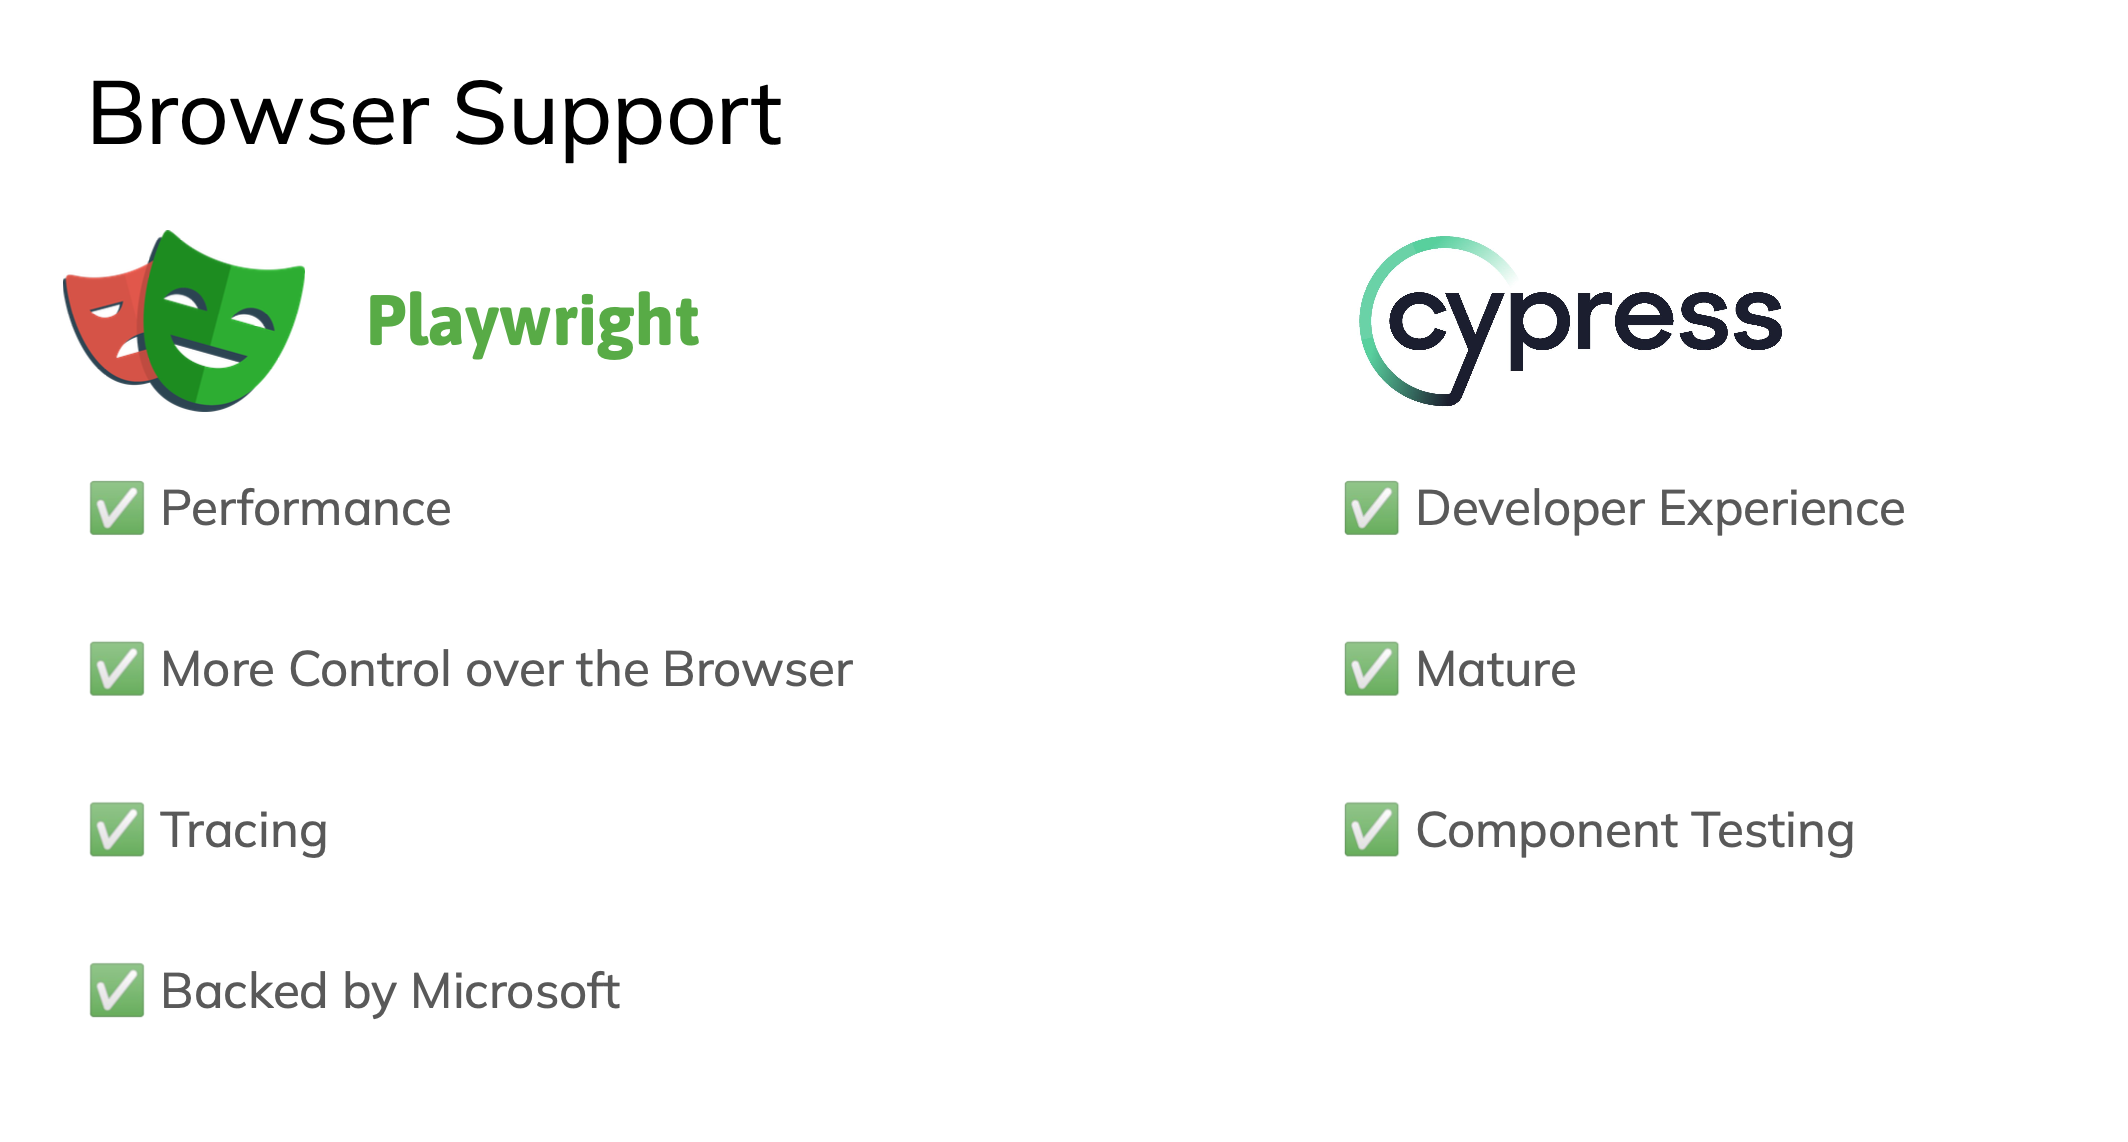 Browser Support
Playwright
cypress
✅ Performance
✅ More Control over the Browser
✅ Tracing
✅ Backed by Microsoft
✅ Developer Experience
✅ Mature
✅ Component Testing